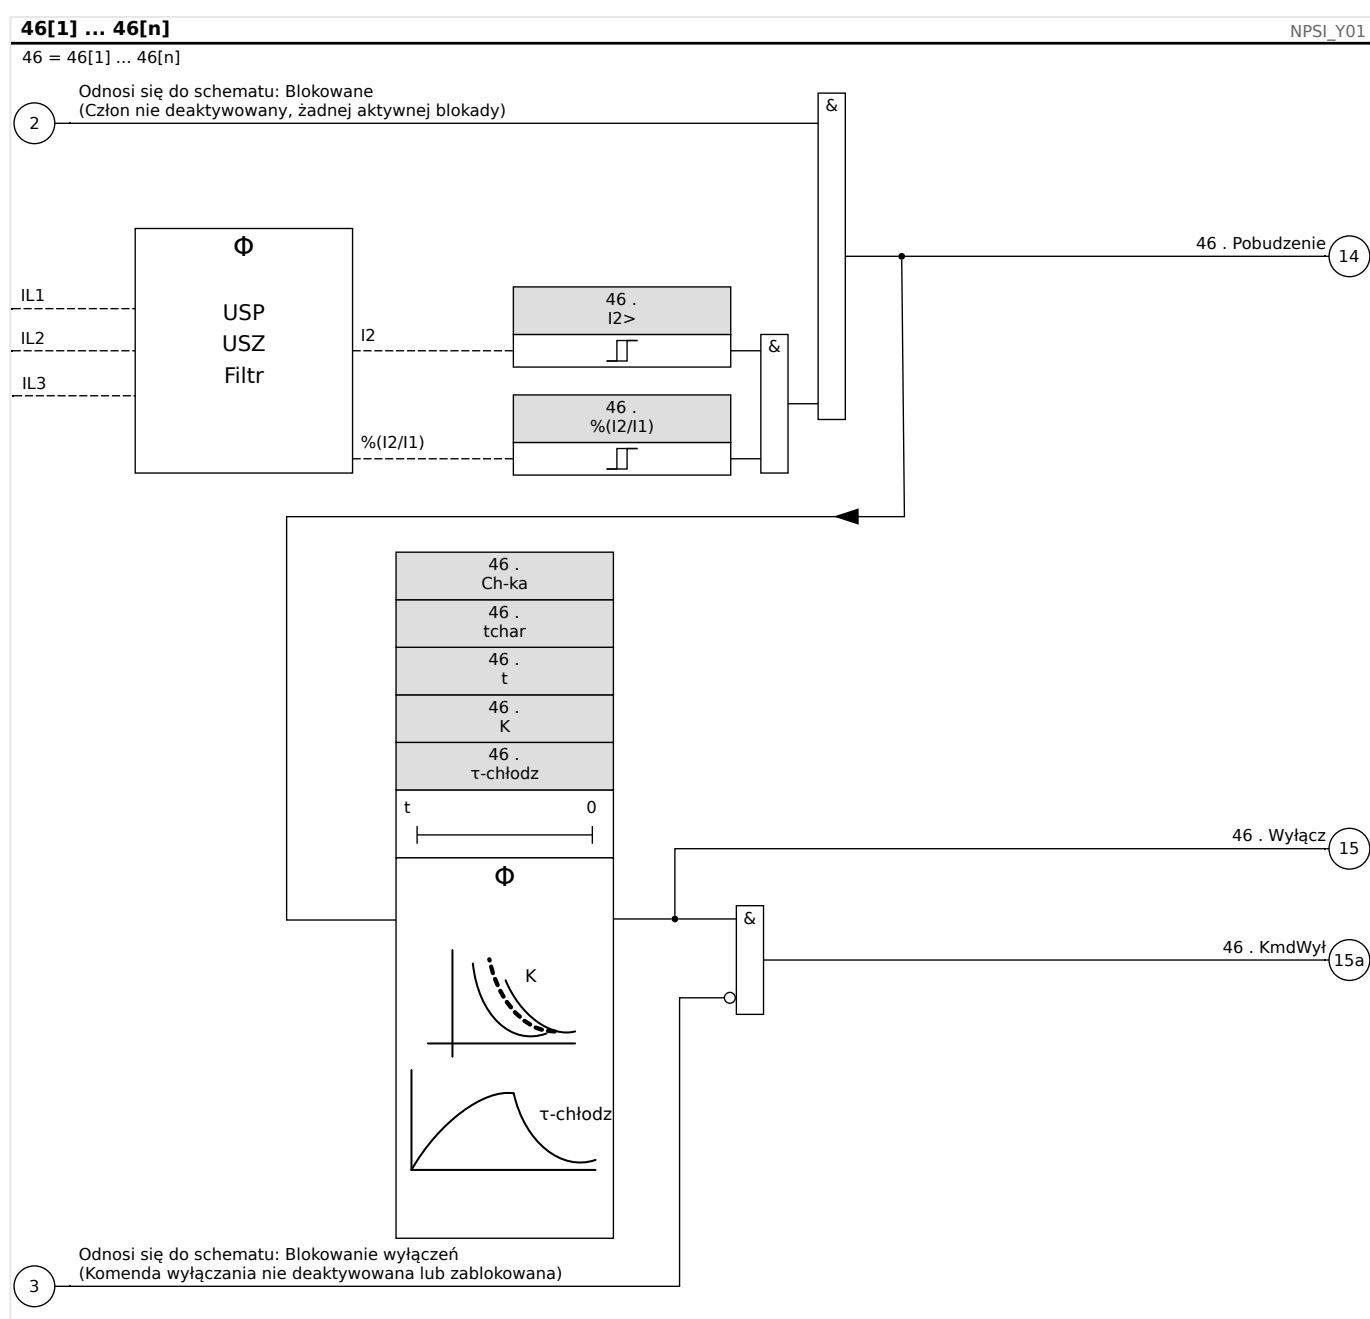 46[1] ... 46[n]
NPSI_Y01
46 = 46[1] ... 46[n]
Odnosi się do schematu: Blokowane
(Człon nie deaktywowany, żadnej aktywnej blokady)
2
&
46 . Pobudzenie
14
Φ
USP
USZ
Filtr
IL1
IL2
IL3
I2
%(I2/I1)
46 .
I2>
46 .
%(I2/I1)
&
46 .
Ch-ka
46 .
tchar
46 .
t
46 .
K
46 .
τ-chłodz
t 0
Φ
K
τ-chłodz
46 . Wyłącz
15
&
46 . KmdWył
15a
Odnosi się do schematu: Blokowanie wyłączeń
(Komenda wyłączania nie deaktywowana lub zablokowana)
3